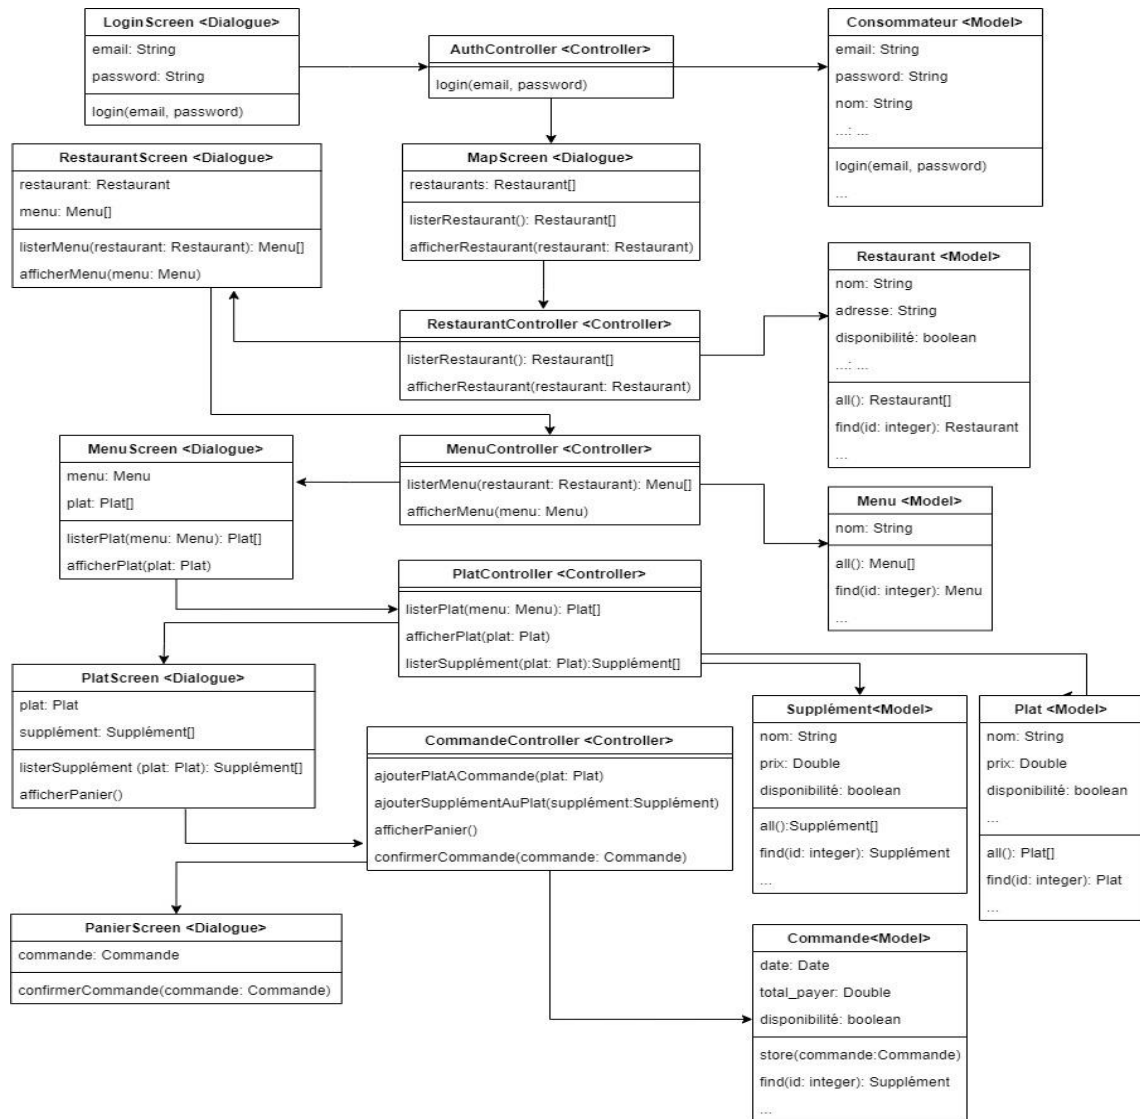 LoginScreen <Dialogue>
email: String
password: String
login(email, password)
AuthController <Controller>
login(email, password)
Consommateur <Model>
email: String
password: String
nom: String
...: ...
login(email, password)
...
RestaurantScreen <Dialogue>
restaurant: Restaurant
menu: Menu[]
listerMenu(restaurant: Restaurant): Menu[]
afficherMenu(menu: Menu)
MapScreen <Dialogue>
restaurants: Restaurant[]
listerRestaurant(): Restaurant[]
afficherRestaurant(restaurant: Restaurant)
Restaurant <Model>
nom: String
adresse: String
disponibilité: boolean
...: ...
all(): Restaurant[]
find(id: integer): Restaurant
...
RestaurantController <Controller>
listerRestaurant(): Restaurant[]
afficherRestaurant(restaurant: Restaurant)
MenuScreen <Dialogue>
menu: Menu
plat: Plat[]
listerPlat(menu: Menu): Plat[]
afficherPlat(plat: Plat)
MenuController <Controller>
listerMenu(restaurant: Restaurant): Menu[]
afficherMenu(menu: Menu)
Menu <Model>
nom: String
all(): Menu[]
find(id: integer): Menu
...
PlatController <Controller>
listerPlat(menu: Menu): Plat[]
afficherPlat(plat: Plat)
listerSupplément(plat: Plat):Supplément[]
PlatScreen <Dialogue>
plat: Plat
supplément: Supplément[]
listerSupplément (plat: Plat): Supplément[]
afficherPanier()
CommandeController <Controller>
ajouterPlatACommande(plat: Plat)
ajouterSupplémentAuPlat(supplément:Supplément)
afficherPanier()
confirmerCommande(commande: Commande)
Supplément<Model>
nom: String
prix: Double
disponibilité: boolean
all():Supplément[]
find(id: integer): Supplément
...
Plat <Model>
nom: String
prix: Double
disponibilité: boolean
...
all(): Plat[]
find(id: integer): Plat
...
PanierScreen <Dialogue>
commande: Commande
confirmerCommande(commande: Commande)
Commande<Model>
date: Date
total_payer: Double
disponibilité: boolean
store(commande:Commande)
find(id: integer): Supplément
...